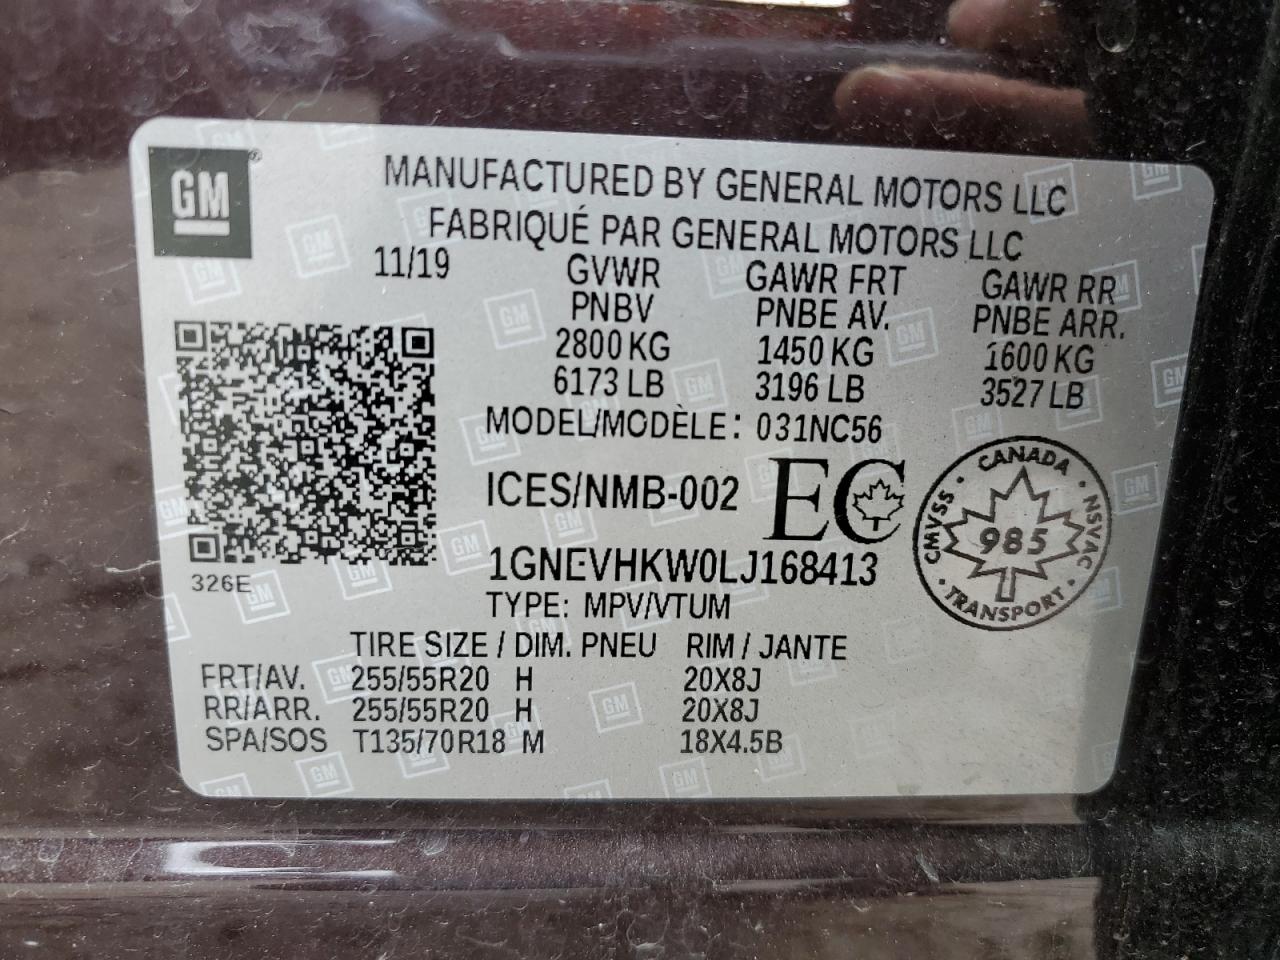 GM
MANUFACTURED BY GENERAL MOTORS LLC
FABRIQUÉ PAR GENERAL MOTORS LLC
11/19 GVWR GAWR FRT GAWR RR
PNBV PNBE AV. PNBE ARR.
2800 KG 1450 KG 1600 KG
6173 LB 3196 LB 3527 LB
MODEL/MODÈLE: 031NC56
ICES/NMB-002 EC
1GNEVHKW0LJ168413
TYPE: MPV/VTUM
326E
CANADA
CMVSS · NSVAC
985
TRANSPORT
TIRE SIZE / DIM. PNEU RIM / JANTE
FRT/AV. 255/55R20 H 20X8J
RR/ARR. 255/55R20 H 20X8J
SPA/SOS T135/70R18 M 18X4.5B